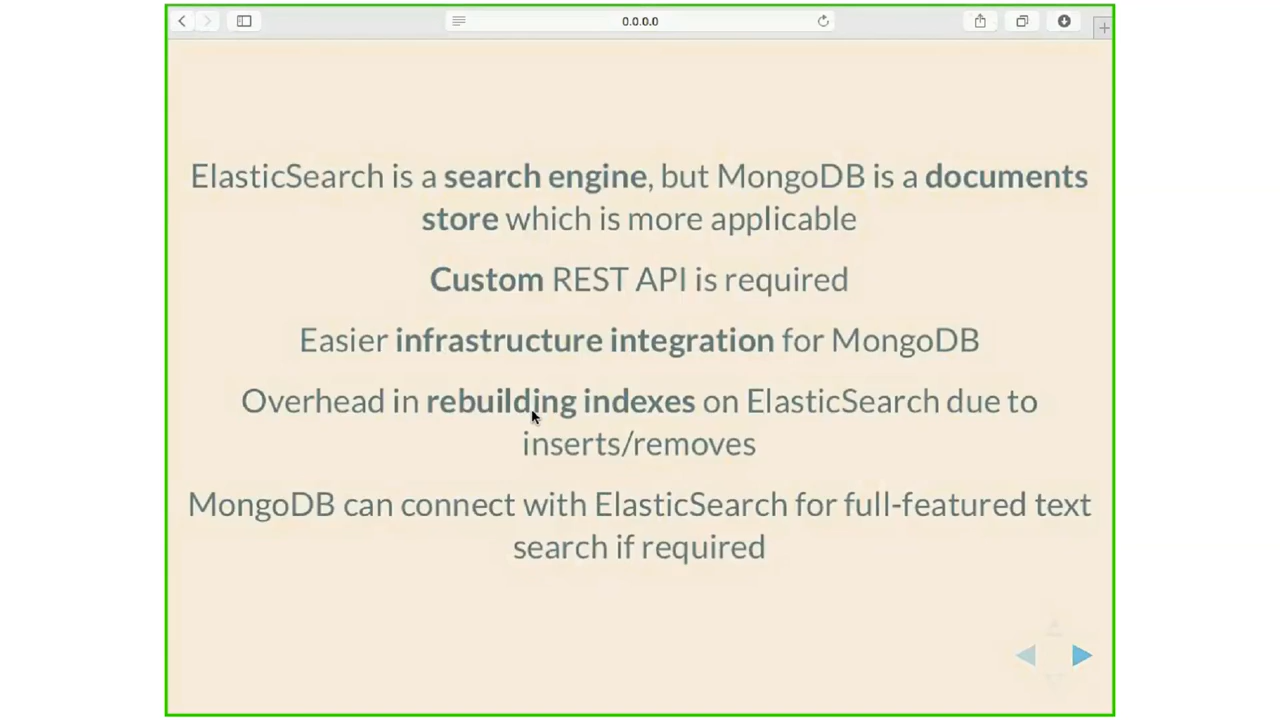 0.0.0.0
ElasticSearch is a search engine, but MongoDB is a documents
store which is more applicable
Custom REST API is required
Easier infrastructure integration for MongoDB
Overhead in rebuilding indexes on ElasticSearch due to
inserts/removes
MongoDB can connect with ElasticSearch for full-featured text
search if required